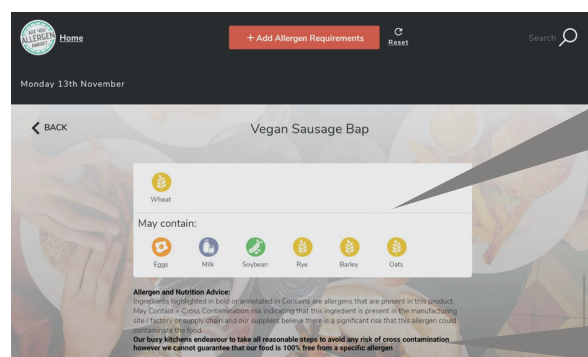 ARE YOU
ALLERGEN
AWARE?
Home
+ Add Allergen Requirements
Reset
Search
Monday 13th November
BACK
Vegan Sausage Bap
Wheat
May contain:
Eggs Milk Soybean Rye Barley Oats
Allergen and Nutrition Advice:
Ingredients highlighted in bold or annotated in Contains are allergens that are present in this product.
May Contain = Cross Contamination risk indicating that this ingredient is present in the manufacturing
site / factory or supply chain and our suppliers believe there is a significant risk that this allergen could
contaminate the food.
Our busy kitchens endeavour to take all reasonable steps to avoid any risk of cross contamination
however we cannot guarantee that our food is 100% free from a specific allergen